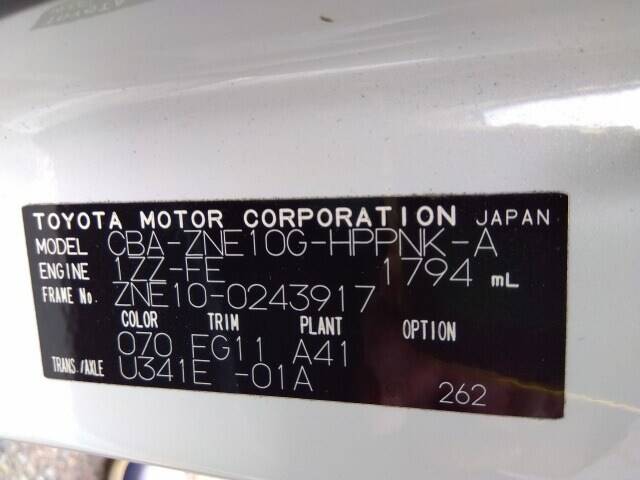 TOYOTA MOTOR CORPORATION JAPAN
MODEL CBA-ZNE10G-HPPNK-A
ENGINE 1ZZ-FE 1794 mL
FRAME No. ZNE10-0243917
COLOR TRIM PLANT OPTION
070 FG11 A41
TRANS./AXLE U341E -01A
262